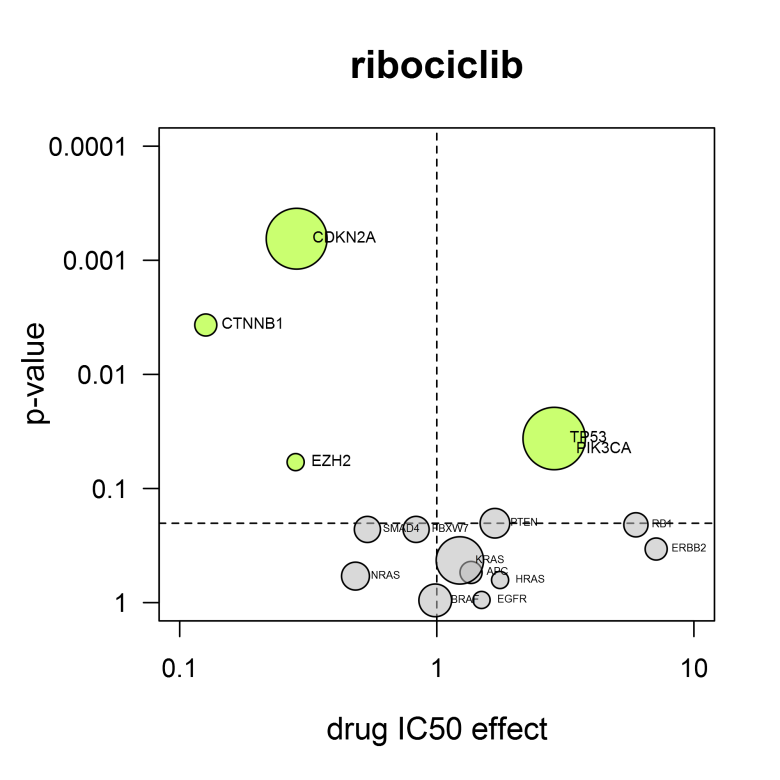 ribociclib
0.0001
0.001
0.01
0.1
1
p-value
CDKN2A
CTNNB1
TP53
PIK3CA
EZH2
SMAD4
FBXW7
PTEN
RB1
ERBB2
KRAS
APC
NRAS
HRAS
BRAF
EGFR
0.1
1
10
drug IC50 effect